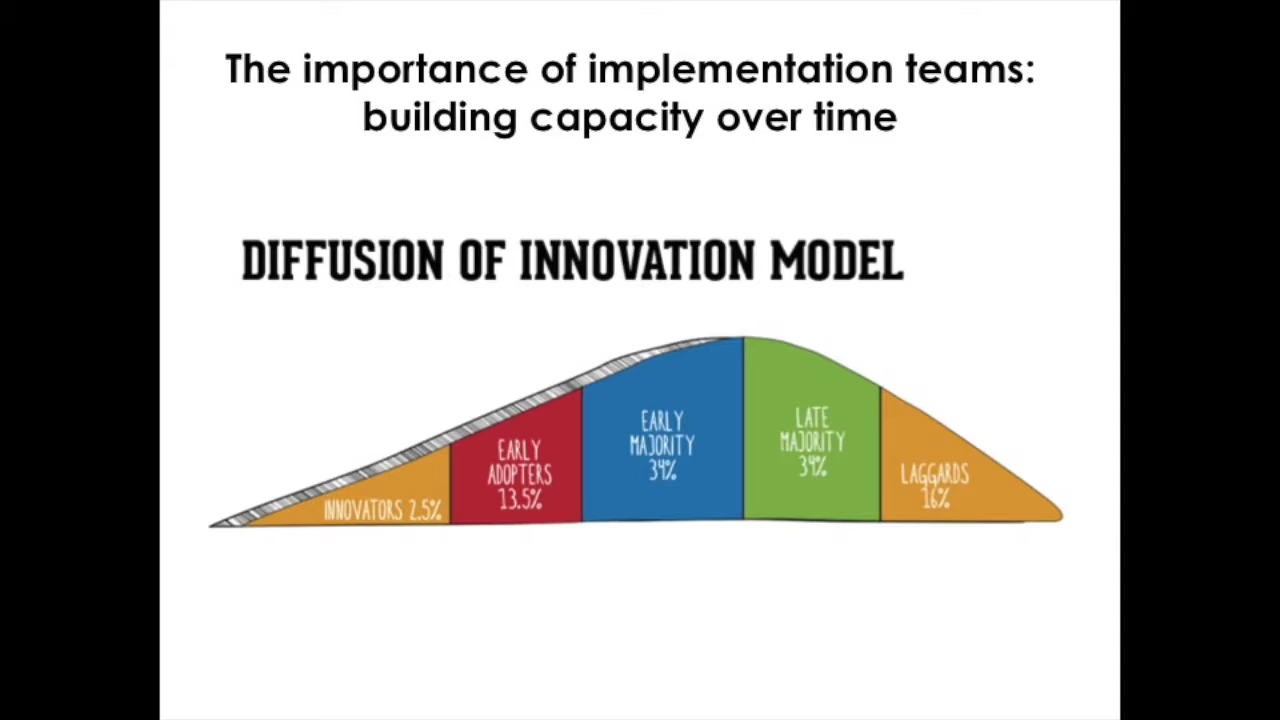 The importance of implementation teams:
building capacity over time
DIFFUSION OF INNOVATION MODEL
INNOVATORS 2.5%
EARLY
ADOPTERS
13.5%
EARLY
MAJORITY
34%
LATE
MAJORITY
34%
LAGGARDS
16%